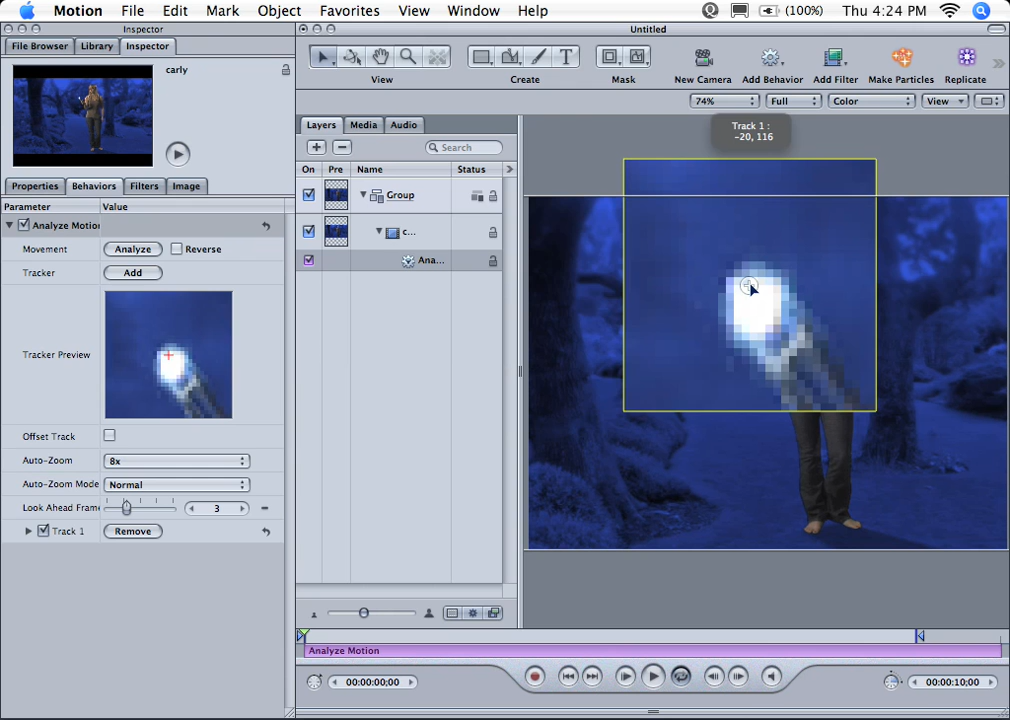 Motion File Edit Mark Object Favorites View Window Help (100%) Thu 4:24 PM
Inspector
Untitled
File Browser Library Inspector
carly
View
Create
Mask
New Camera
Add Behavior
Add Filter
Make Particles
Replicate
74% Full Color View
Layers Media Audio
Track 1 :
-20, 116
Search
On Pre Name Status
Properties Behaviors Filters Image
Parameter Value
Group
Analyze Motion
c...
Movement Analyze Reverse
Ana...
Tracker Add
Tracker Preview
Offset Track
Auto-Zoom 8x
Auto-Zoom Mode Normal
Look Ahead Frame 3
Track 1 Remove
Analyze Motion
00:00:00;00
00:00:10;00